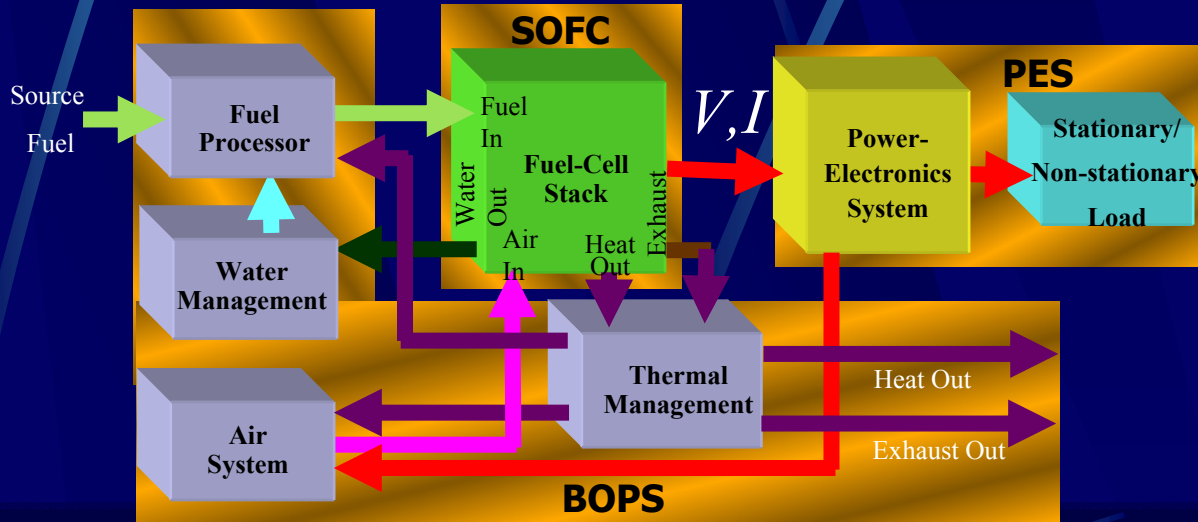 SOFC
PES
Source
Fuel
Fuel
Processor
Fuel
In
Water
Out
Fuel-Cell
Stack
Exhaust
Air
In
Heat
Out
V,I
Power-
Electronics
System
Stationary/
Non-stationary
Load
Water
Management
Thermal
Management
Heat Out
Exhaust Out
Air
System
BOPS